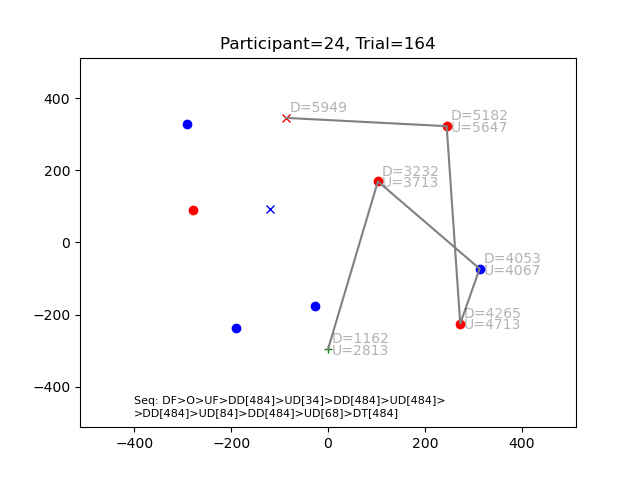 Participant=24, Trial=164
400
200
0
−200
−400
D=5949
D=5182
U=5647
D=3232
U=3713
D=4053
U=4067
D=4265
U=4713
D=1162
U=2813
Seq: DF>O>UF>DD[484]>UD[34]>DD[484]>UD[484]>
>DD[484]>UD[84]>DD[484]>UD[68]>DT[484]
−400
−200
0
200
400